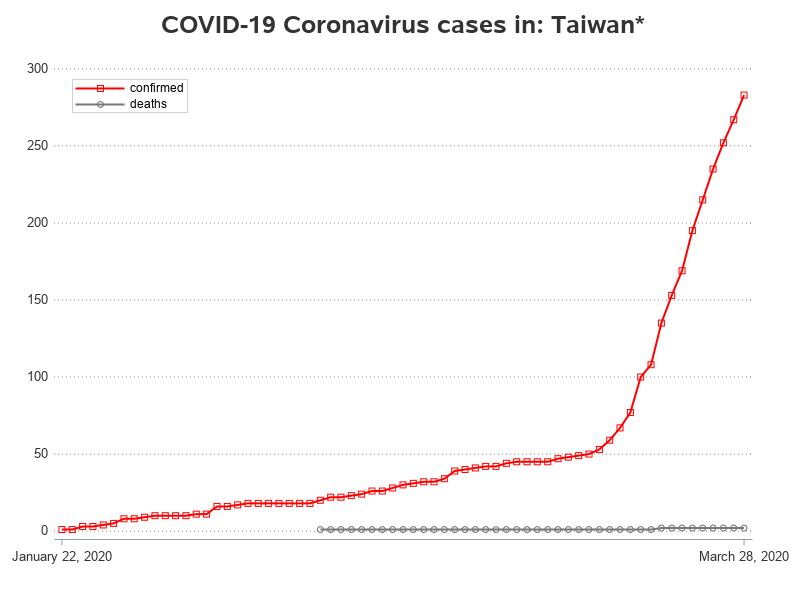 COVID-19 Coronavirus cases in: Taiwan*
300
confirmed
deaths
250
200
150
100
50
0
January 22, 2020
March 28, 2020